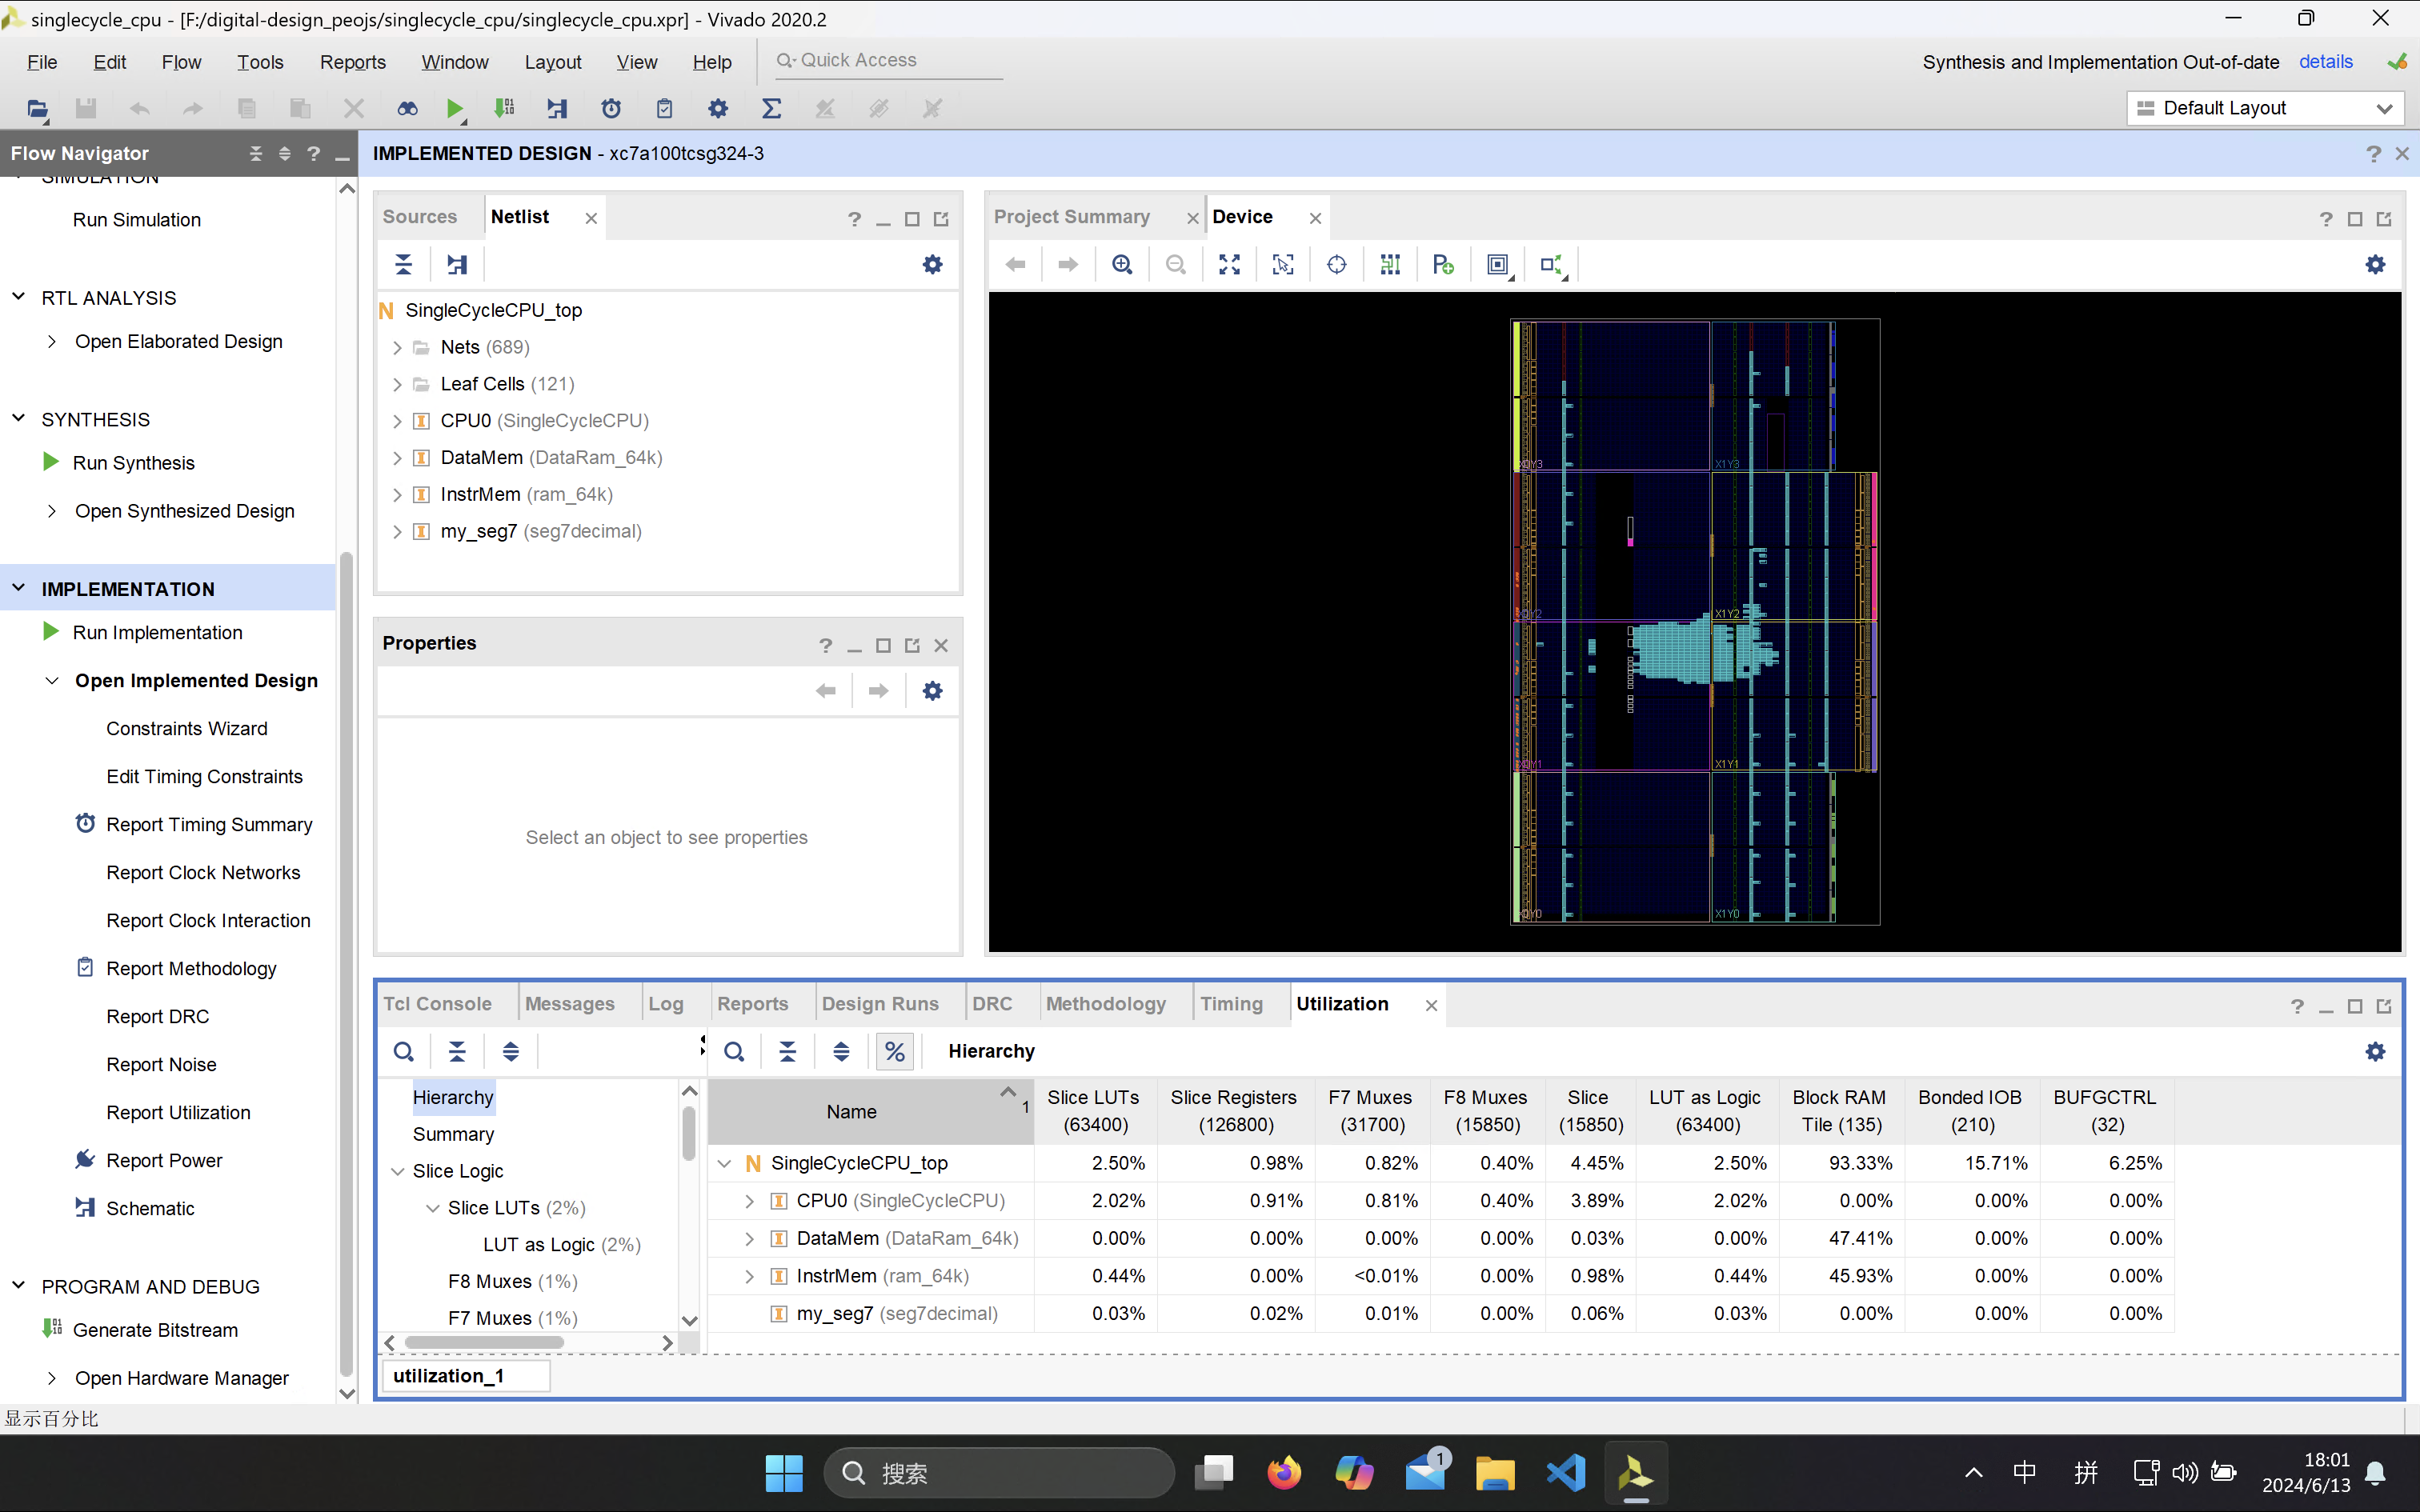 singlecycle_cpu - [F:/digital-design_peojs/singlecycle_cpu/singlecycle_cpu.xpr] - Vivado 2020.2
File Edit Flow Tools Reports Window Layout View Help Quick Access
Synthesis and Implementation Out-of-date details
Default Layout
Flow Navigator
IMPLEMENTED DESIGN - xc7a100tcsg324-3
SIMULATION
Run Simulation
RTL ANALYSIS
Open Elaborated Design
SYNTHESIS
Run Synthesis
Open Synthesized Design
IMPLEMENTATION
Run Implementation
Open Implemented Design
Constraints Wizard
Edit Timing Constraints
Report Timing Summary
Report Clock Networks
Report Clock Interaction
Report Methodology
Report DRC
Report Noise
Report Utilization
Report Power
Schematic
PROGRAM AND DEBUG
Generate Bitstream
Open Hardware Manager
Sources Netlist
SingleCycleCPU_top
Nets (689)
Leaf Cells (121)
CPU0 (SingleCycleCPU)
DataMem (DataRam_64k)
InstrMem (ram_64k)
my_seg7 (seg7decimal)
Properties
Select an object to see properties
Project Summary Device
X0Y3 X1Y3
X0Y2 X1Y2
X0Y1 X1Y1
X0Y0 X1Y0
Tcl Console Messages Log Reports Design Runs DRC Methodology Timing Utilization
Hierarchy
Summary
Slice Logic
Slice LUTs (2%)
LUT as Logic (2%)
F8 Muxes (1%)
F7 Muxes (1%)
% Hierarchy
Name 1 Slice LUTs (63400) Slice Registers (126800) F7 Muxes (31700) F8 Muxes (15850) Slice (15850) LUT as Logic (63400) Block RAM Tile (135) Bonded IOB (210) BUFGCTRL (32)
SingleCycleCPU_top 2.50% 0.98% 0.82% 0.40% 4.45% 2.50% 93.33% 15.71% 6.25%
CPU0 (SingleCycleCPU) 2.02% 0.91% 0.81% 0.40% 3.89% 2.02% 0.00% 0.00% 0.00%
DataMem (DataRam_64k) 0.00% 0.00% 0.00% 0.00% 0.03% 0.00% 47.41% 0.00% 0.00%
InstrMem (ram_64k) 0.44% 0.00% <0.01% 0.00% 0.98% 0.44% 45.93% 0.00% 0.00%
my_seg7 (seg7decimal) 0.03% 0.02% 0.01% 0.00% 0.06% 0.03% 0.00% 0.00% 0.00%
utilization_1
显示百分比
搜索
1
中 拼
18:01
2024/6/13